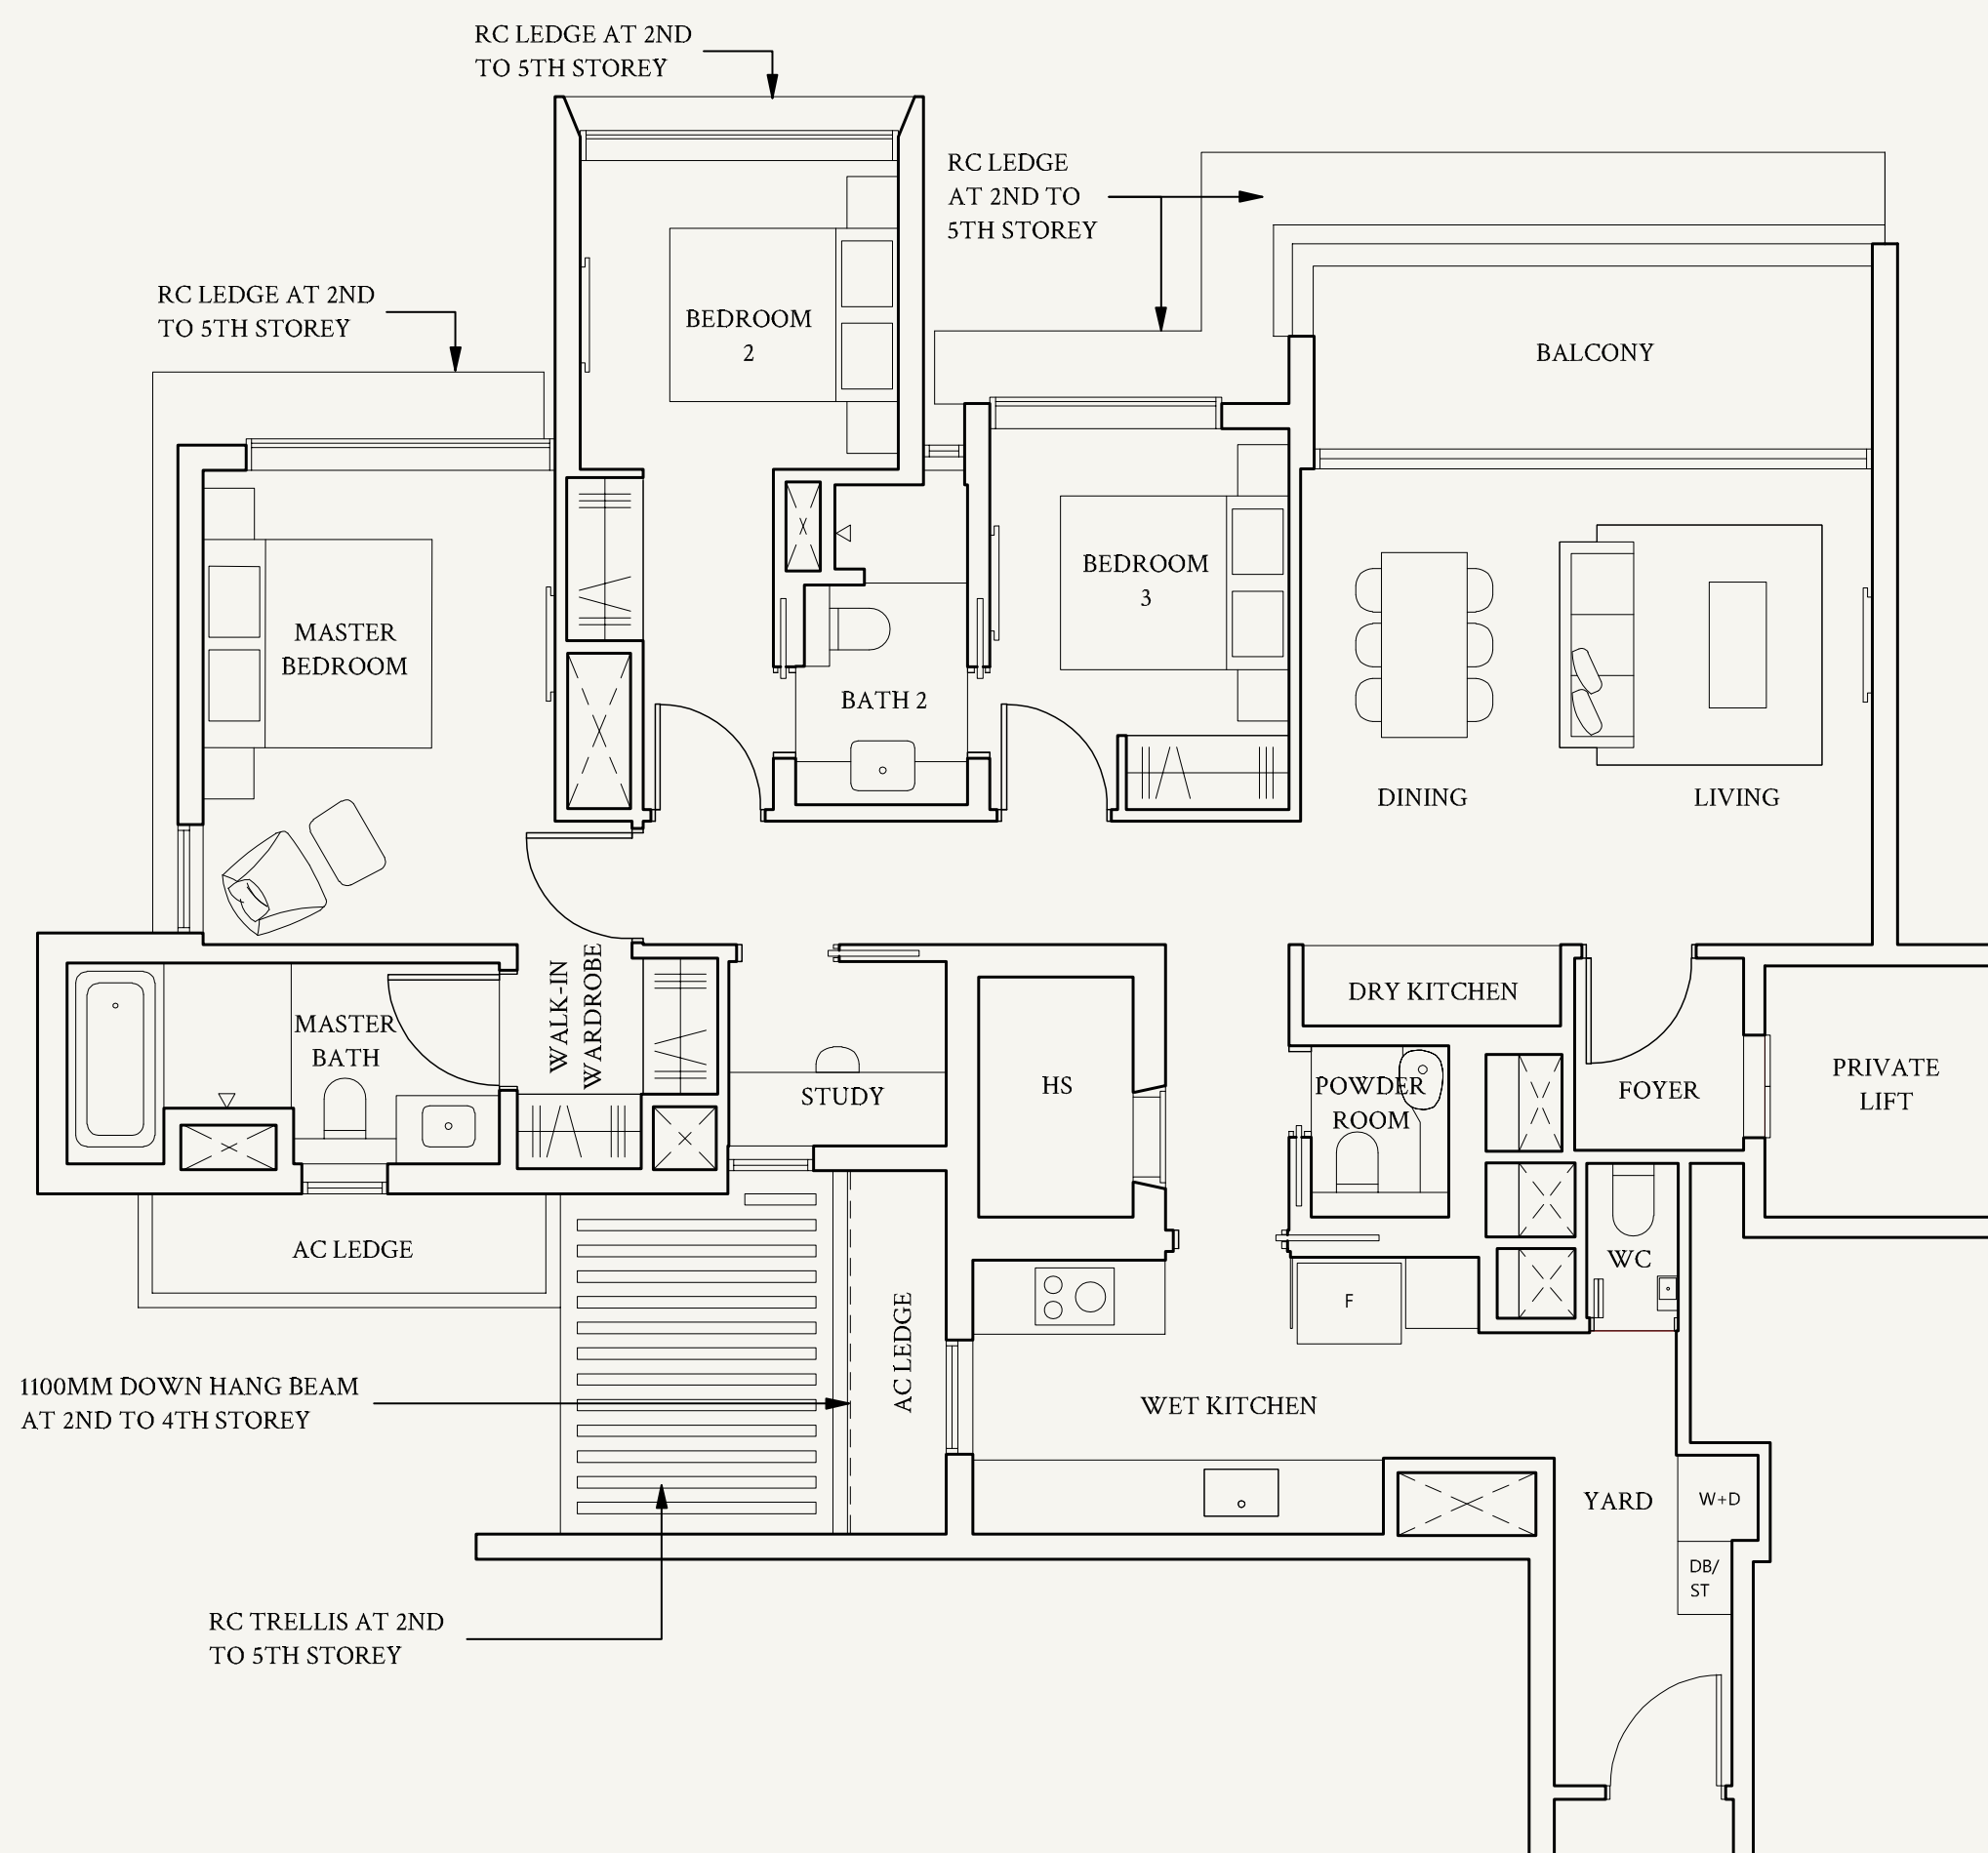 RC LEDGE AT 2ND
TO 5TH STOREY
RC LEDGE
AT 2ND TO
5TH STOREY
RC LEDGE AT 2ND
TO 5TH STOREY
BEDROOM
2
BALCONY
MASTER
BEDROOM
BEDROOM
3
BATH 2
DINING
LIVING
WALK-IN
WARDROBE
MASTER
BATH
DRY KITCHEN
STUDY
HS
POWDER
ROOM
FOYER
PRIVATE
LIFT
AC LEDGE
WC
F
AC LEDGE
1100MM DOWN HANG BEAM
AT 2ND TO 4TH STOREY
WET KITCHEN
YARD
W+D
DB/
ST
RC TRELLIS AT 2ND
TO 5TH STOREY